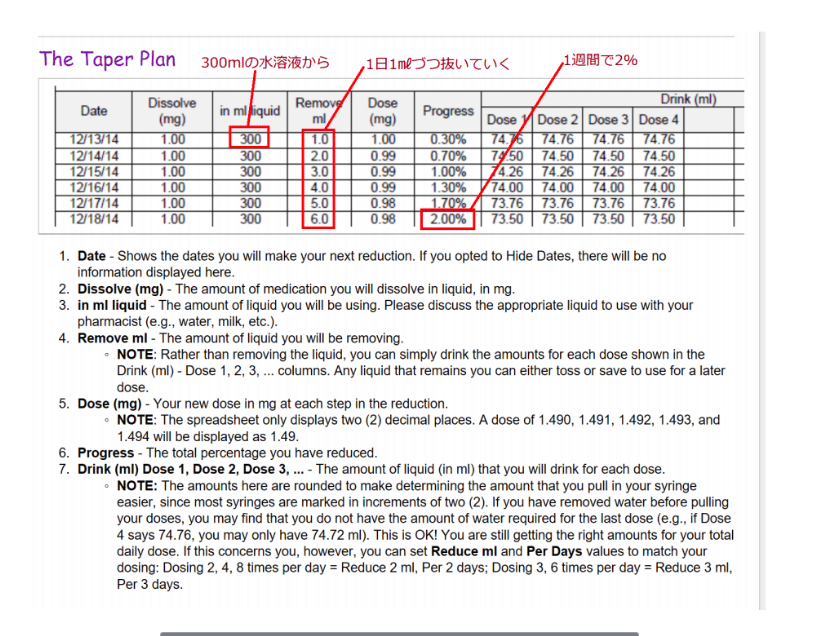 The Taper Plan
300mlの水溶液から
1日1㎖づつ抜いていく
1週間で2%
Date Dissolve (mg) in ml liquid Remove ml Dose (mg) Progress Drink (ml)
Dose 1 Dose 2 Dose 3 Dose 4
12/13/14 1.00 300 1.0 1.00 0.30% 74.76 74.76 74.76 74.76
12/14/14 1.00 300 2.0 0.99 0.70% 74.50 74.50 74.50 74.50
12/15/14 1.00 300 3.0 0.99 1.00% 74.26 74.26 74.26 74.26
12/16/14 1.00 300 4.0 0.99 1.30% 74.00 74.00 74.00 74.00
12/17/14 1.00 300 5.0 0.98 1.70% 73.76 73.76 73.76 73.76
12/18/14 1.00 300 6.0 0.98 2.00% 73.50 73.50 73.50 73.50
1. Date - Shows the dates you will make your next reduction. If you opted to Hide Dates, there will be no
information displayed here.
2. Dissolve (mg) - The amount of medication you will dissolve in liquid, in mg.
3. in ml liquid - The amount of liquid you will be using. Please discuss the appropriate liquid to use with your
pharmacist (e.g., water, milk, etc.).
4. Remove ml - The amount of liquid you will be removing.
◦ NOTE: Rather than removing the liquid, you can simply drink the amounts for each dose shown in the
Drink (ml) - Dose 1, 2, 3, ... columns. Any liquid that remains you can either toss or save to use for a later
dose.
5. Dose (mg) - Your new dose in mg at each step in the reduction.
◦ NOTE: The spreadsheet only displays two (2) decimal places. A dose of 1.490, 1.491, 1.492, 1.493, and
1.494 will be displayed as 1.49.
6. Progress - The total percentage you have reduced.
7. Drink (ml) Dose 1, Dose 2, Dose 3, ... - The amount of liquid (in ml) that you will drink for each dose.
◦ NOTE: The amounts here are rounded to make determining the amount that you pull in your syringe
easier, since most syringes are marked in increments of two (2). If you have removed water before pulling
your doses, you may find that you do not have the amount of water required for the last dose (e.g., if Dose
4 says 74.76, you may only have 74.72 ml). This is OK! You are still getting the right amounts for your total
daily dose. If this concerns you, however, you can set Reduce ml and Per Days values to match your
dosing: Dosing 2, 4, 8 times per day = Reduce 2 ml, Per 2 days; Dosing 3, 6 times per day = Reduce 3 ml,
Per 3 days.